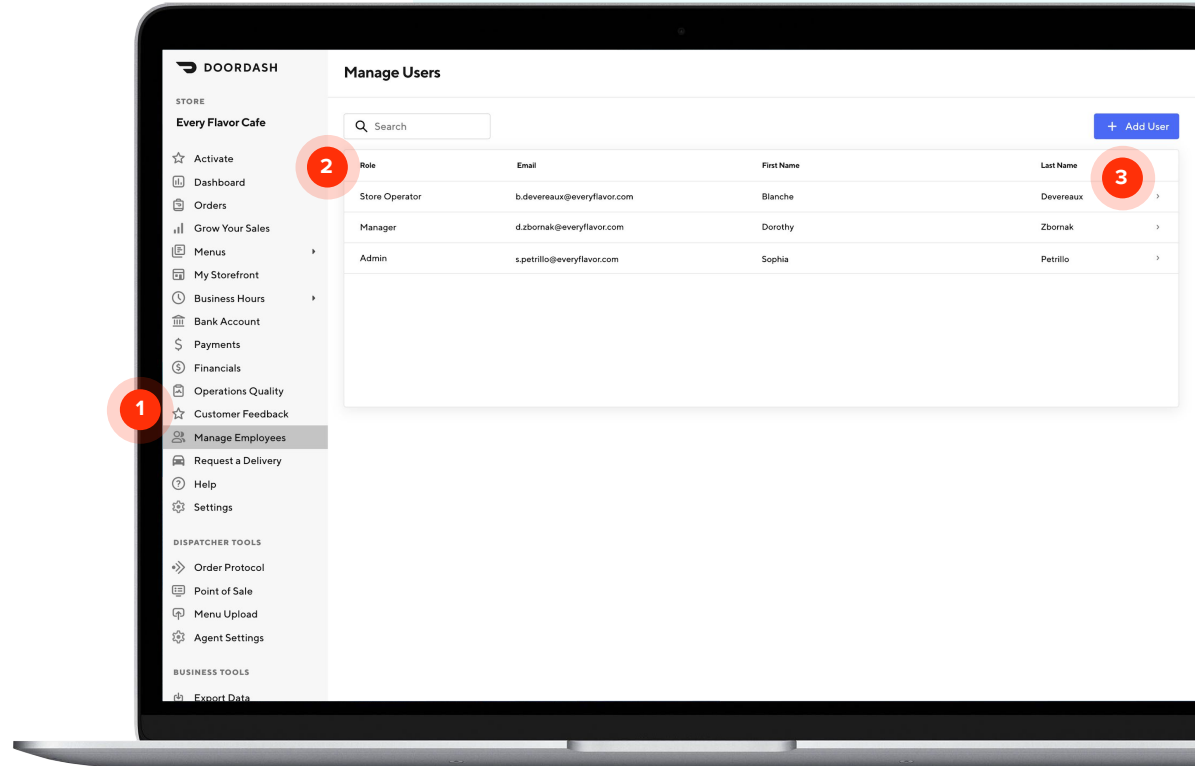 DOORDASH
STORE
Every Flavor Cafe
Activate
Dashboard
Orders
Grow Your Sales
Menus
My Storefront
Business Hours
Bank Account
Payments
Financials
Operations Quality
1
Customer Feedback
Manage Employees
Request a Delivery
Help
Settings
DISPATCHER TOOLS
Order Protocol
Point of Sale
Menu Upload
Agent Settings
BUSINESS TOOLS
Export Data
Manage Users
Search
+ Add User
2
3
Role Email First Name Last Name
Store Operator b.devereaux@everyflavor.com Blanche Devereaux
Manager d.zbornak@everyflavor.com Dorothy Zbornak
Admin s.petrillo@everyflavor.com Sophia Petrillo